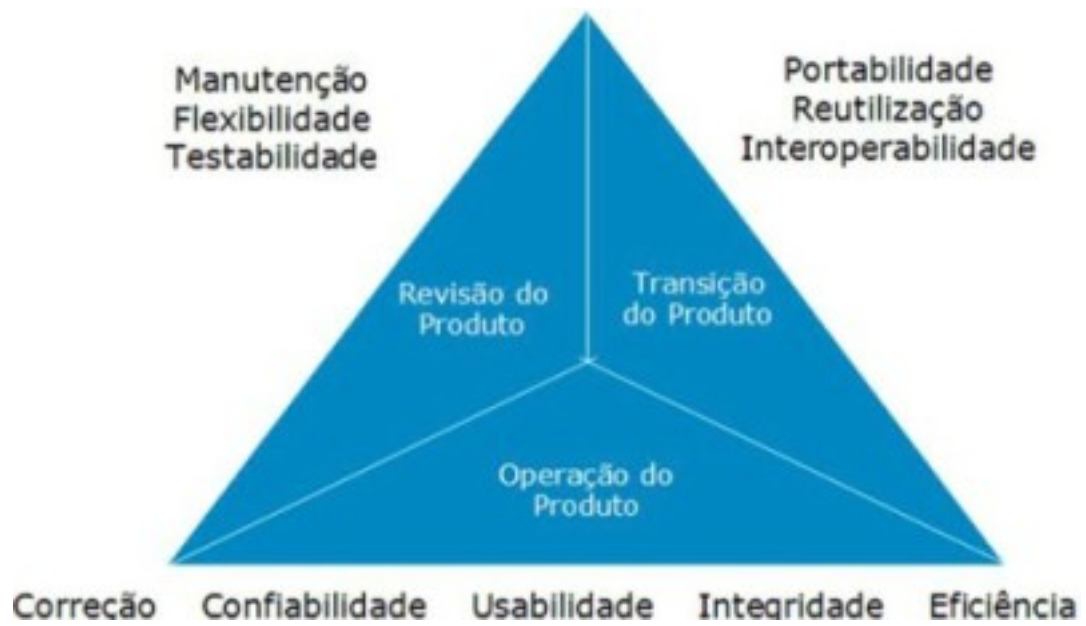 Manutenção
Flexibilidade
Testabilidade
Portabilidade
Reutilização
Interoperabilidade
Revisão do
Produto
Transição
do Produto
Operação do
Produto
Correção Confiabilidade Usabilidade Integridade Eficiência